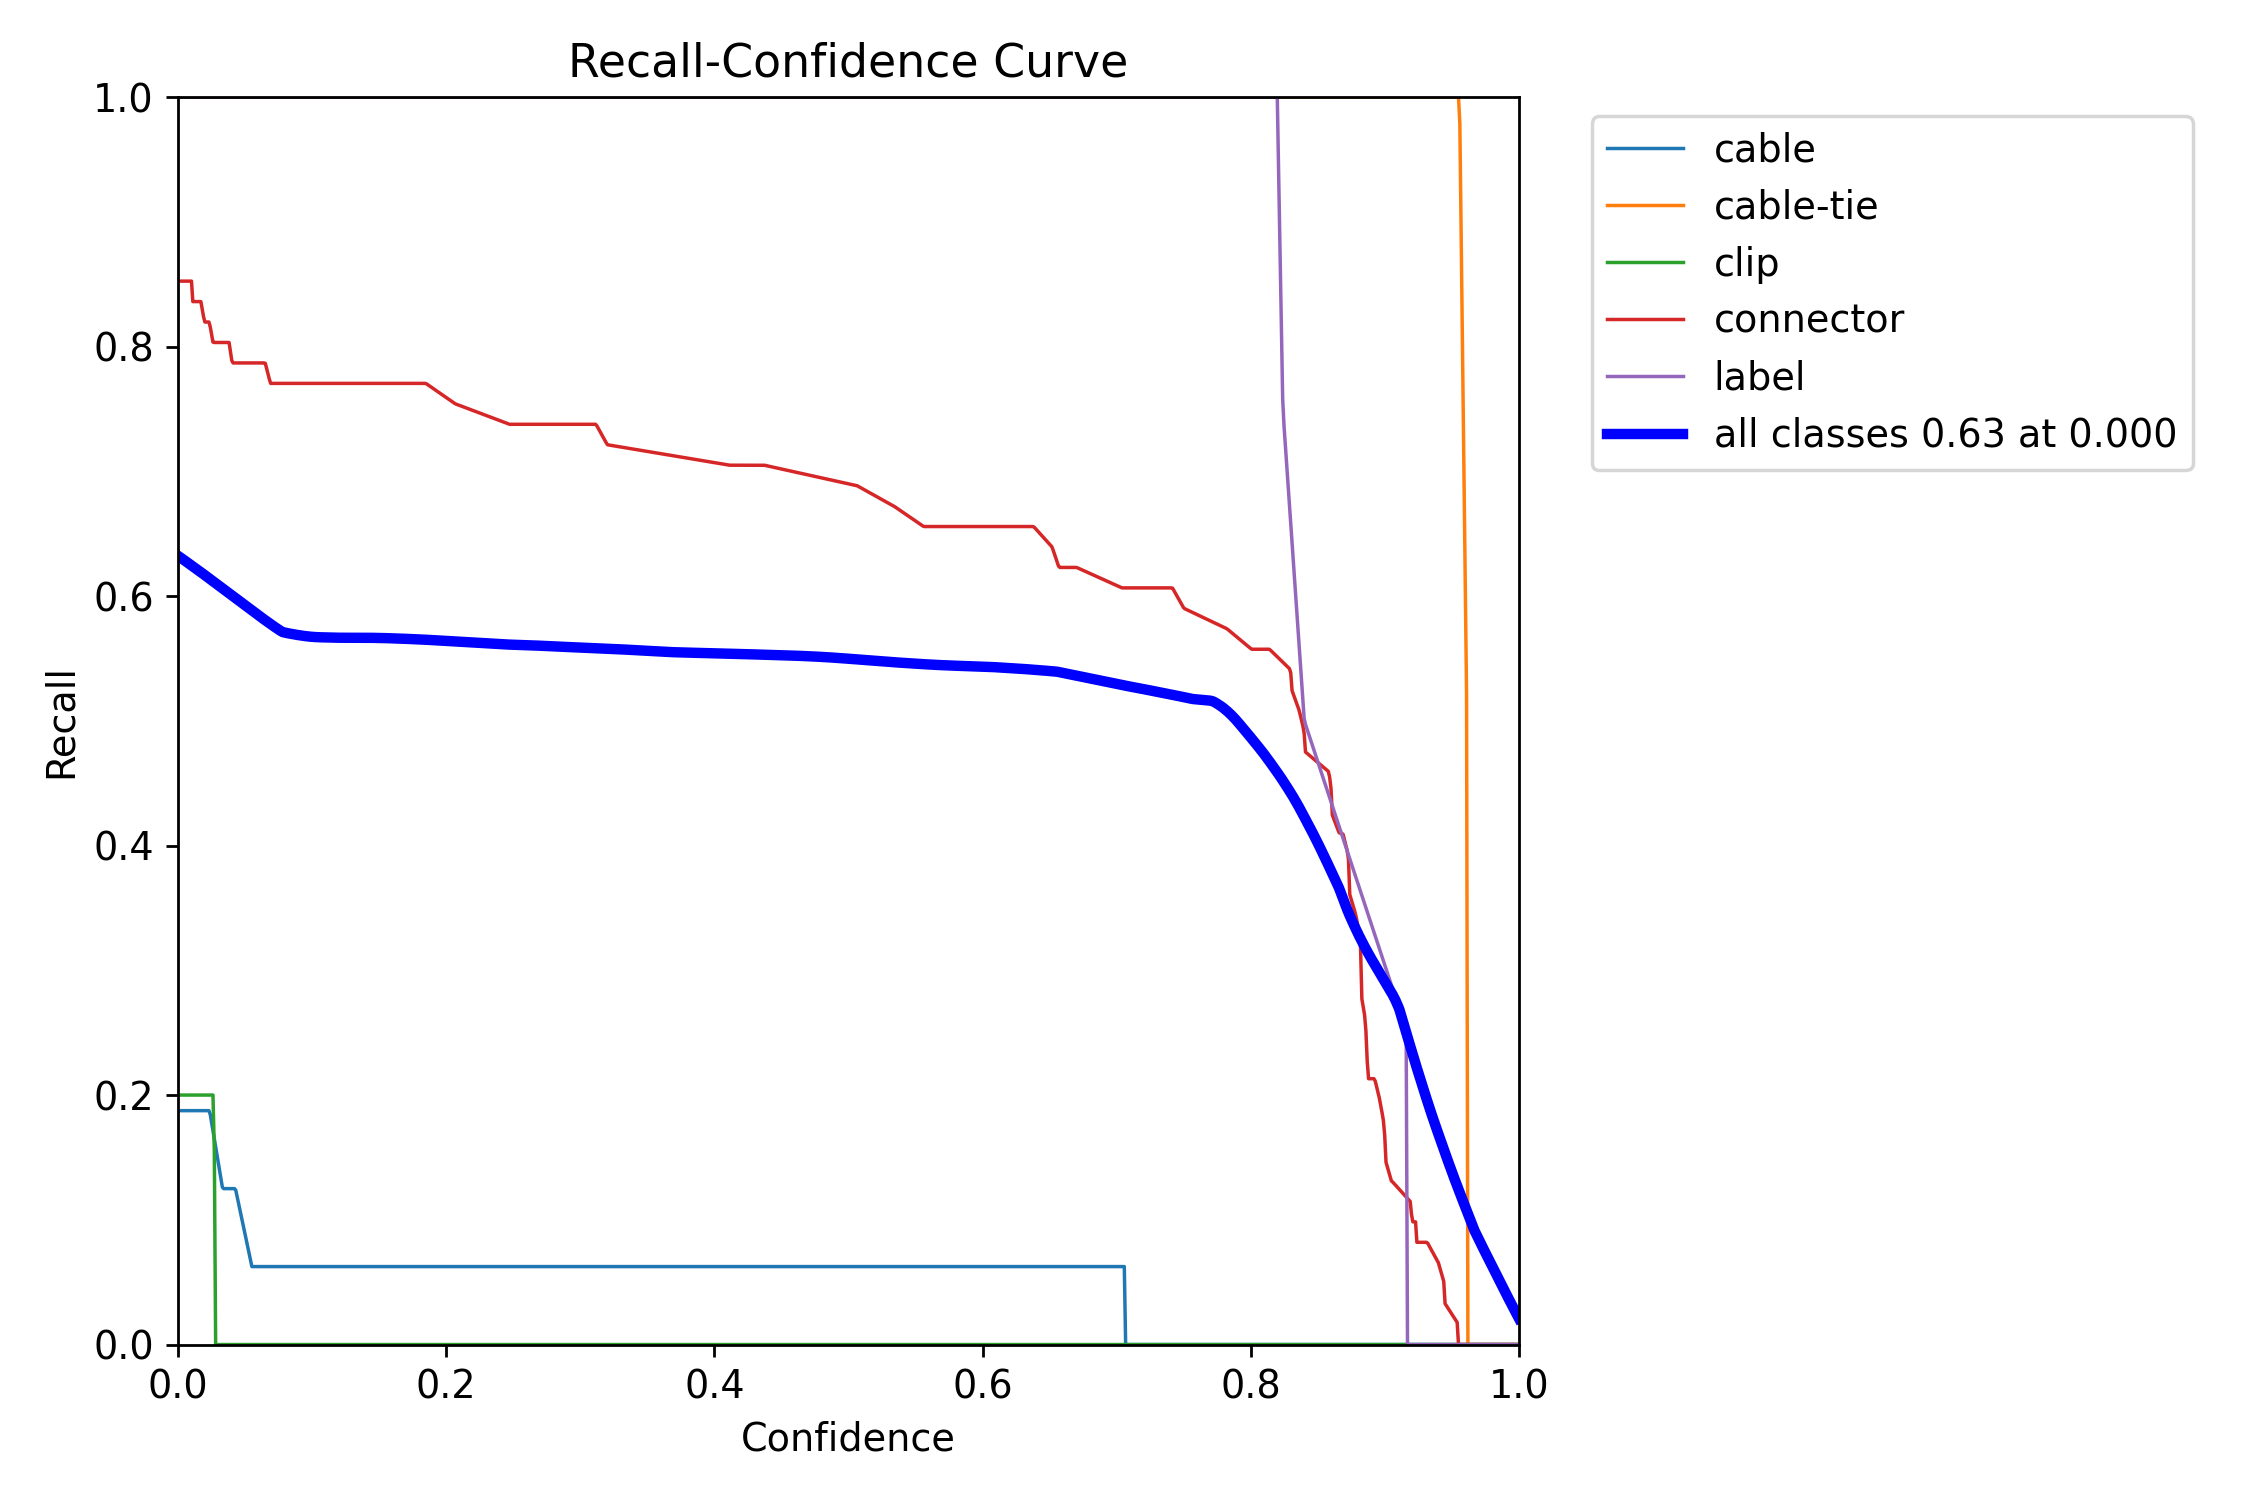 Recall-Confidence Curve
1.0
0.8
0.6
0.4
0.2
0.0
Recall
0.0 0.2 0.4 0.6 0.8 1.0
Confidence
cable
cable-tie
clip
connector
label
all classes 0.63 at 0.000